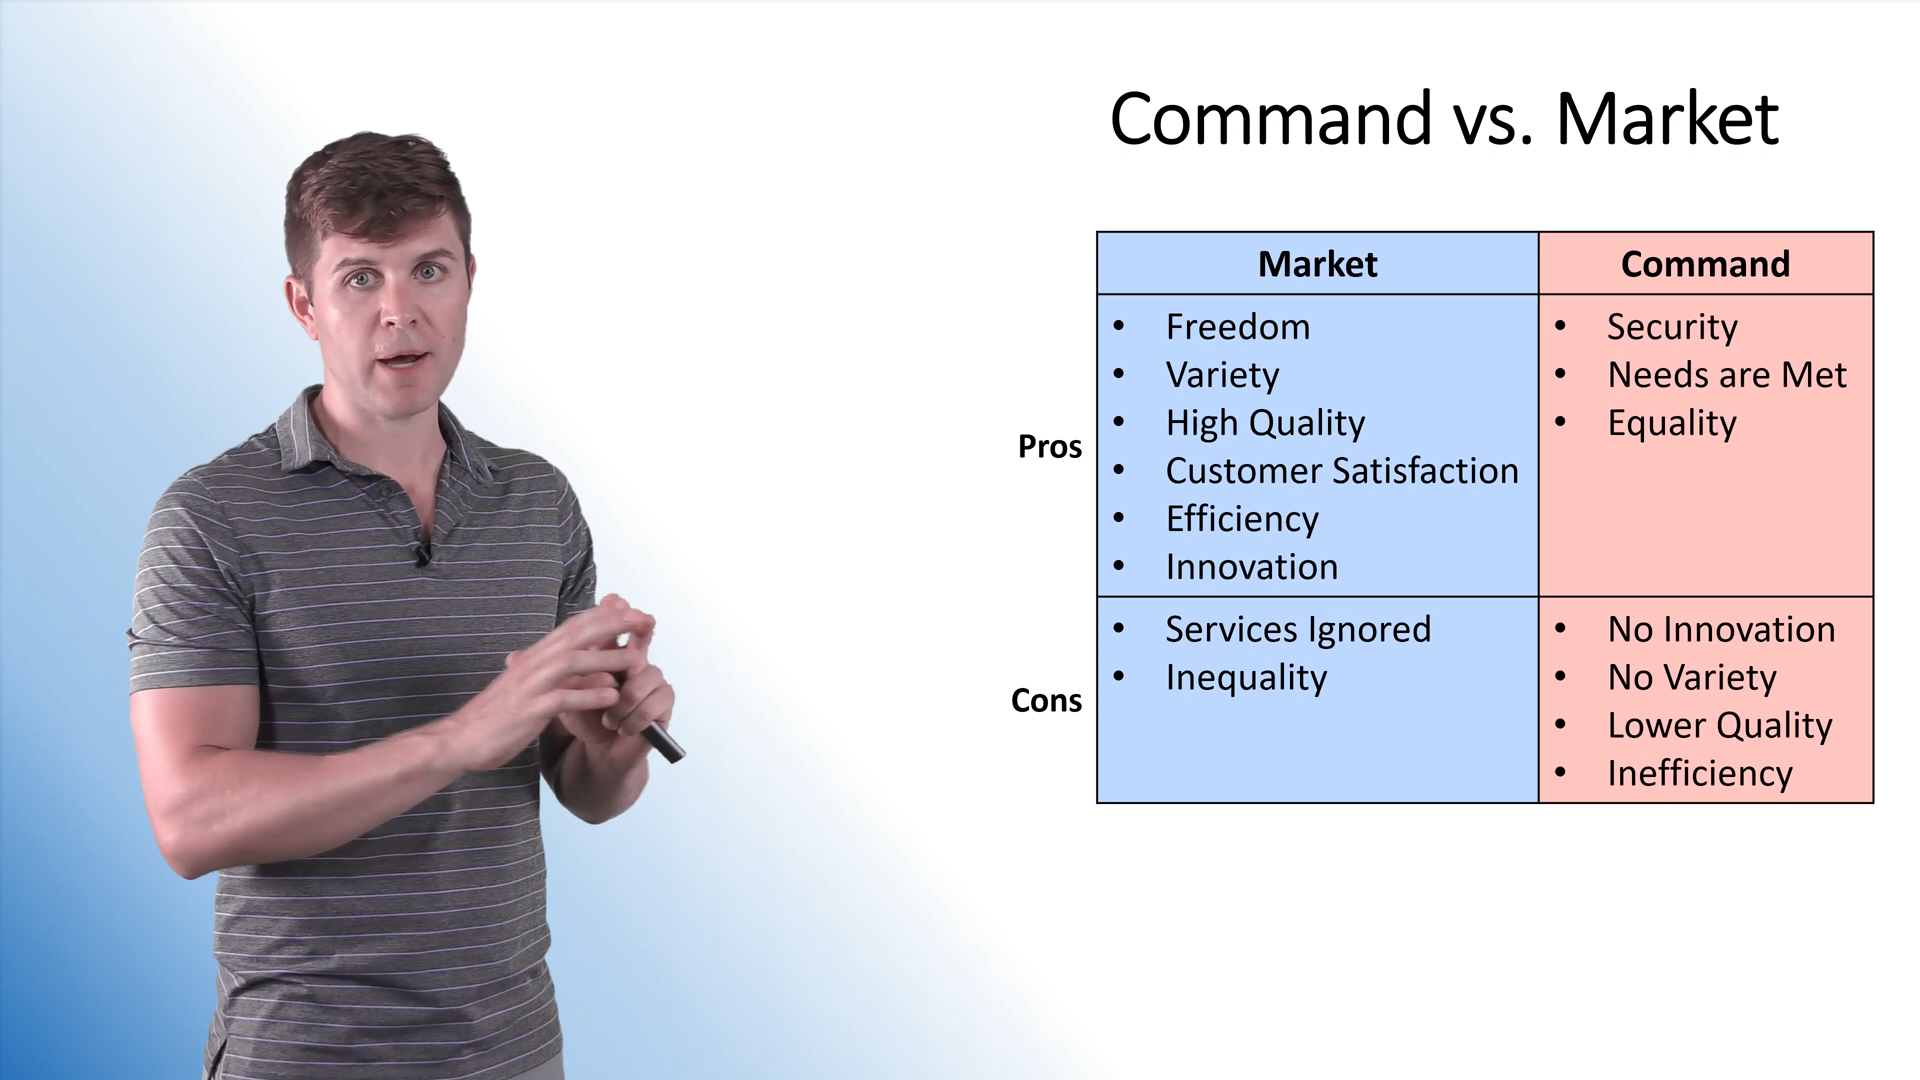 Command vs. Market
Market
Command
Pros
• Freedom
• Variety
• High Quality
• Customer Satisfaction
• Efficiency
• Innovation
• Security
• Needs are Met
• Equality
Cons
• Services Ignored
• Inequality
• No Innovation
• No Variety
• Lower Quality
• Inefficiency